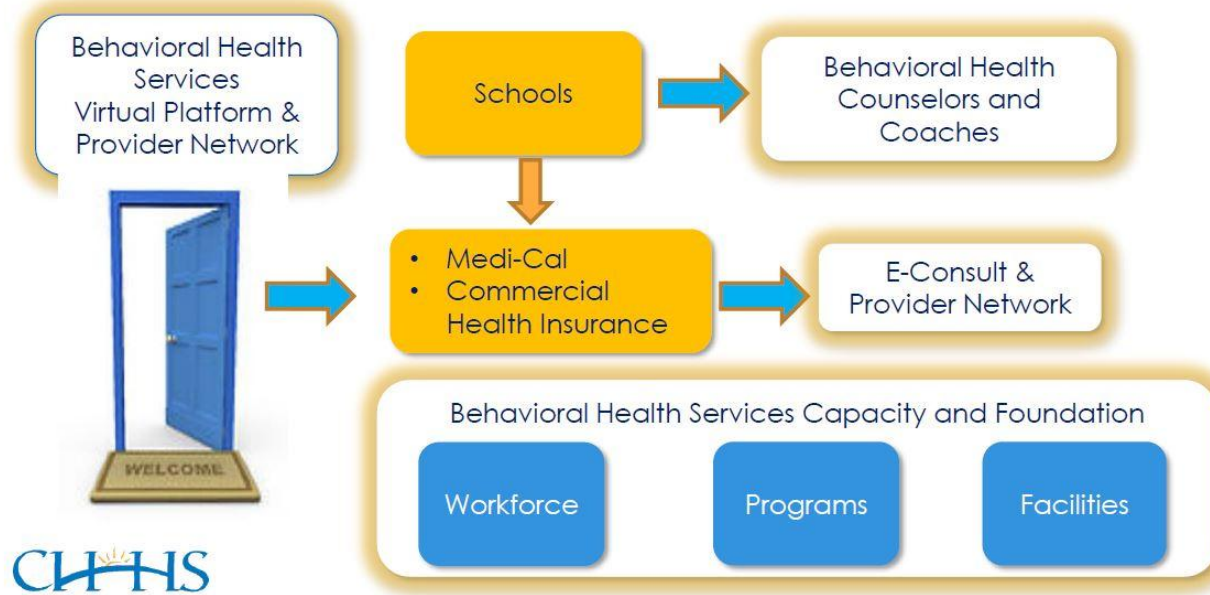 Behavioral Health
Services
Virtual Platform &
Provider Network
Schools
Behavioral Health
Counselors and
Coaches
• Medi-Cal
• Commercial
Health Insurance
E-Consult &
Provider Network
WELCOME
Behavioral Health Services Capacity and Foundation
Workforce
Programs
Facilities
CHHS